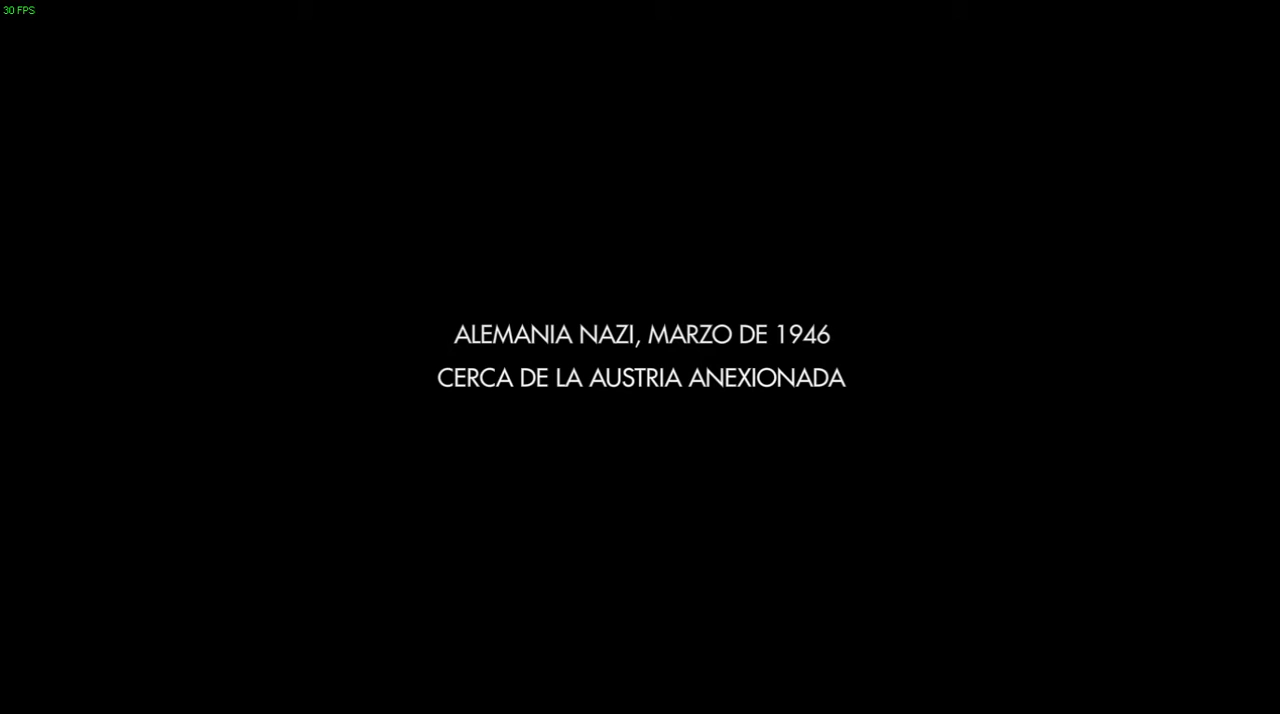 30 FPS
ALEMANIA NAZI, MARZO DE 1946
CERCA DE LA AUSTRIA ANEXIONADA